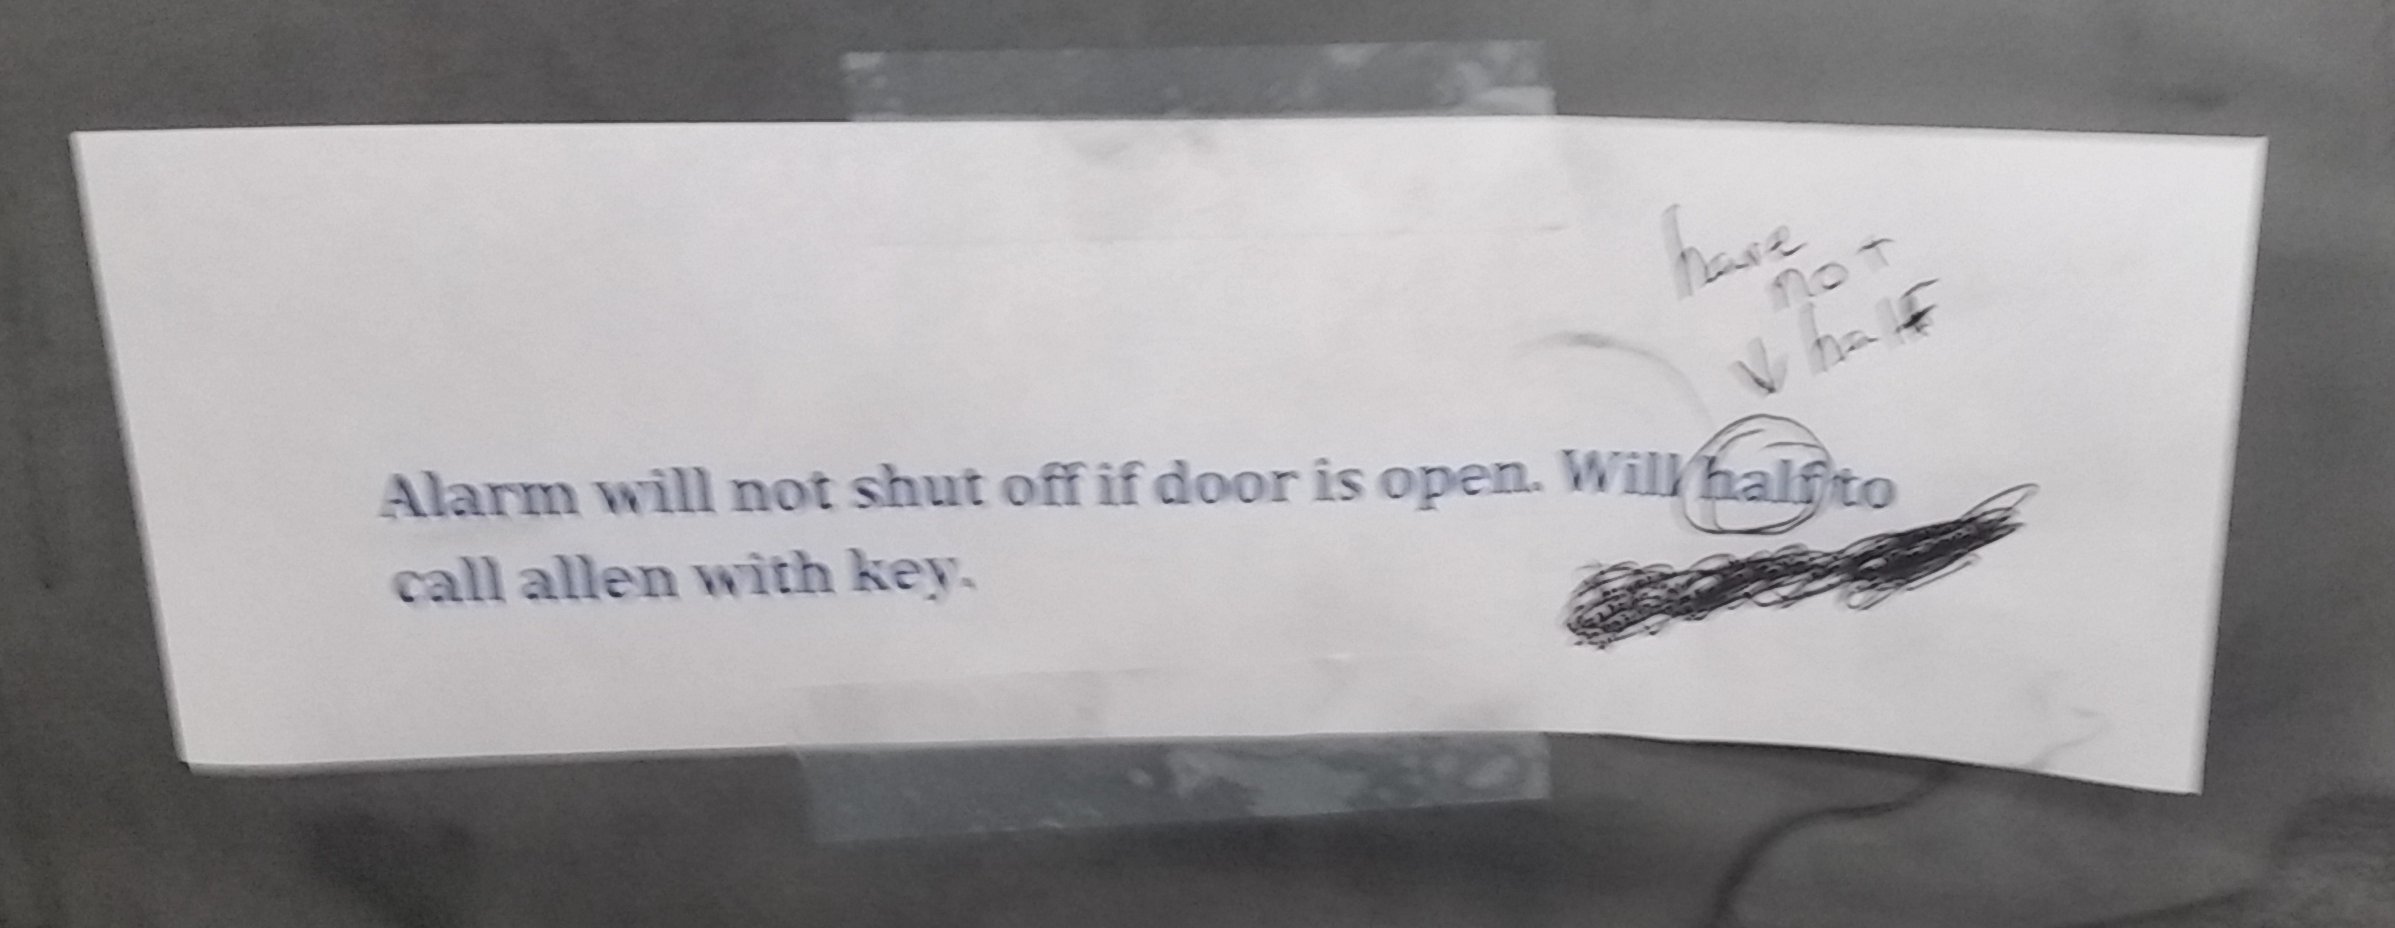 have
not
half
Alarm will not shut off if door is open. Will half to
call allen with key.